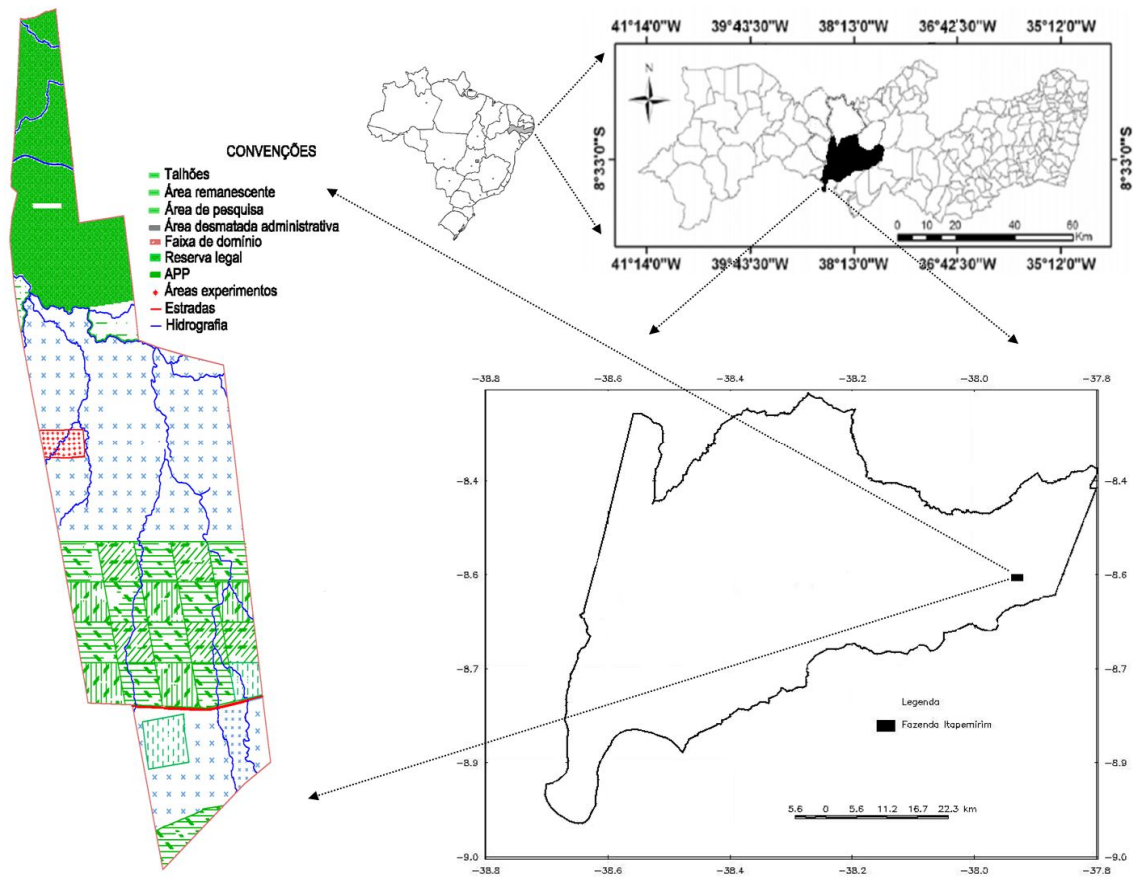 CONVENÇÕES
Talhões
Área remanescente
Área de pesquisa
Área desmatada administrativa
Faixa de domínio
Reserva legal
APP
Áreas experimentos
Estradas
Hidrografia
41°14'0"W 39°43'30"W 38°13'0"W 36°42'30"W 35°12'0"W
N
8°33'0"S
8°33'0"S
0 10 20 40 60
Km
41°14'0"W 39°43'30"W 38°13'0"W 36°42'30"W 35°12'0"W
−38.8 −38.6 −38.4 −38.2 −38.0 −37.8
−8.4 −8.4
−8.6 −8.6
−8.7 −8.7
Legenda
Fazenda Itapemirim
−8.9 −8.9
5.6 0 5.6 11.2 16.7 22.3 km
−9.0 −9.0
−38.8 −38.6 −38.4 −38.2 −38.0 −37.8